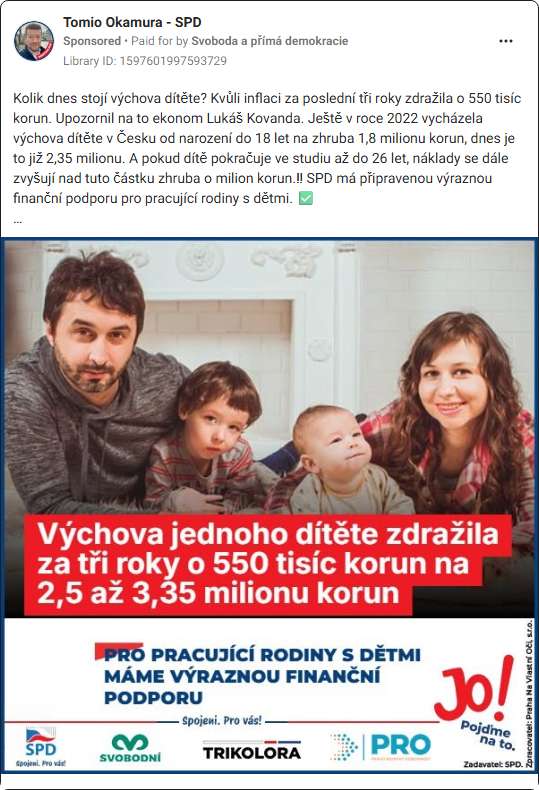 Tomio Okamura - SPD
Sponsored • Paid for by Svoboda a přímá demokracie
Library ID: 1597601997593729
Kolik dnes stojí výchova dítěte? Kvůli inflaci za poslední tři roky zdražila o 550 tisíc
korun. Upozornil na to ekonom Lukáš Kovanda. Ještě v roce 2022 vycházela
výchova dítěte v Česku od narození do 18 let na zhruba 1,8 milionu korun, dnes je
to již 2,35 milionu. A pokud dítě pokračuje ve studiu až do 26 let, náklady se dále
zvyšují nad tuto částku zhruba o milion korun.‼ SPD má připravenou výraznou
finanční podporu pro pracující rodiny s dětmi. ✅
...
Výchova jednoho dítěte zdražila
za tři roky o 550 tisíc korun na
2,5 až 3,35 milionu korun
PRO PRACUJÍCÍ RODINY S DĚTMI
MÁME VÝRAZNOU FINANČNÍ
PODPORU
Spojeni. Pro vás!
Jo!
Pojďme
na to.
SPD
Spojeni. Pro vás!
SVOBODNÍ
TRIKOLORA
PRO
Zadavatel: SPD.
Zpracovatel: Praha Na Vlastní Oči, s.r.o.